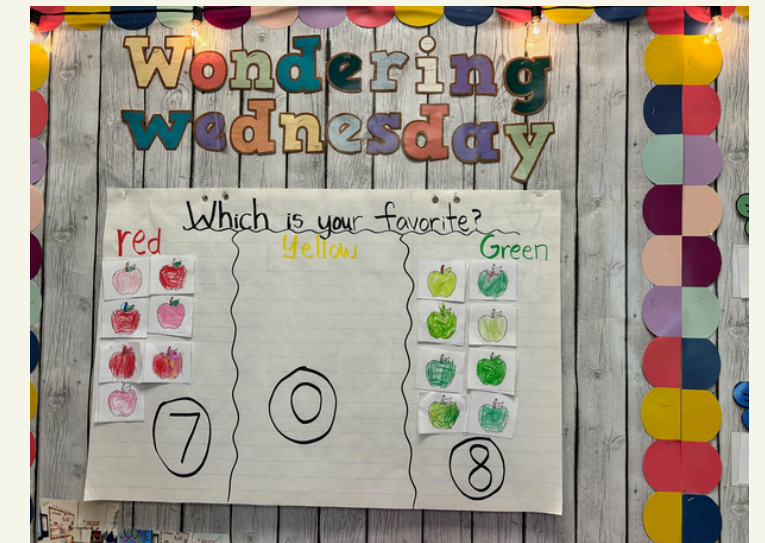 Wondering
wednesday
Which is your favorite?
red Yellow Green
7 0 8